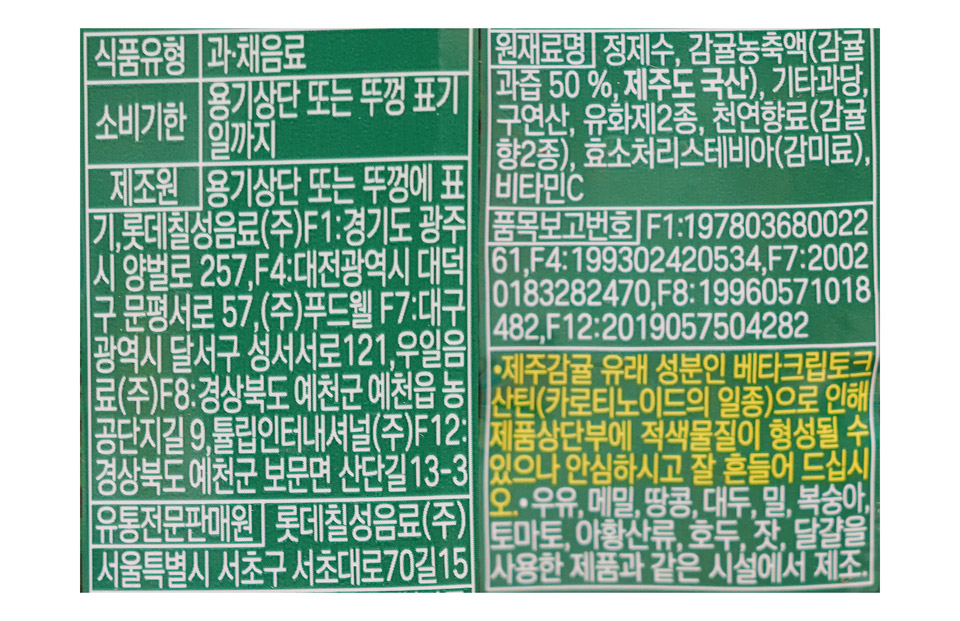 식품유형 과·채음료
소비기한 용기상단 또는 뚜껑 표기
일까지
제조원 용기상단 또는 뚜껑에 표
기,롯데칠성음료(주)F1:경기도 광주
시 양벌로 257,F4:대전광역시 대덕
구 문평서로 57,(주)푸드웰 F7:대구
광역시 달서구 성서서로121,우일음
료(주)F8:경상북도 예천군 예천읍 농
공단지길 9,튤립인터내셔널(주)F12:
경상북도 예천군 보문면 산단길13-3
유통전문판매원 롯데칠성음료(주)
서울특별시 서초구 서초대로70길15
원재료명 정제수, 감귤농축액(감귤
과즙 50 %, 제주도 국산), 기타과당,
구연산, 유화제2종, 천연향료(감귤
향2종), 효소처리스테비아(감미료),
비타민C
품목보고번호 F1:197803680022
61,F4:199302420534,F7:2002
0183282470,F8:19960571018
482,F12:2019057504282
•제주감귤 유래 성분인 베타크립토크
산틴(카로티노이드의 일종)으로 인해
제품상단부에 적색물질이 형성될 수
있으나 안심하시고 잘 흔들어 드십시
오.•우유, 메밀, 땅콩, 대두, 밀, 복숭아,
토마토, 아황산류, 호두, 잣, 달걀을
사용한 제품과 같은 시설에서 제조.